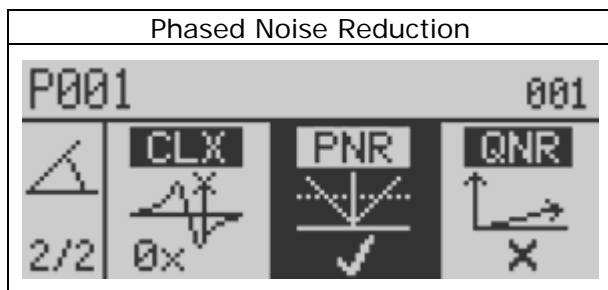 Phased Noise Reduction
P001 001
CLX PNR QNR
2/2 0x